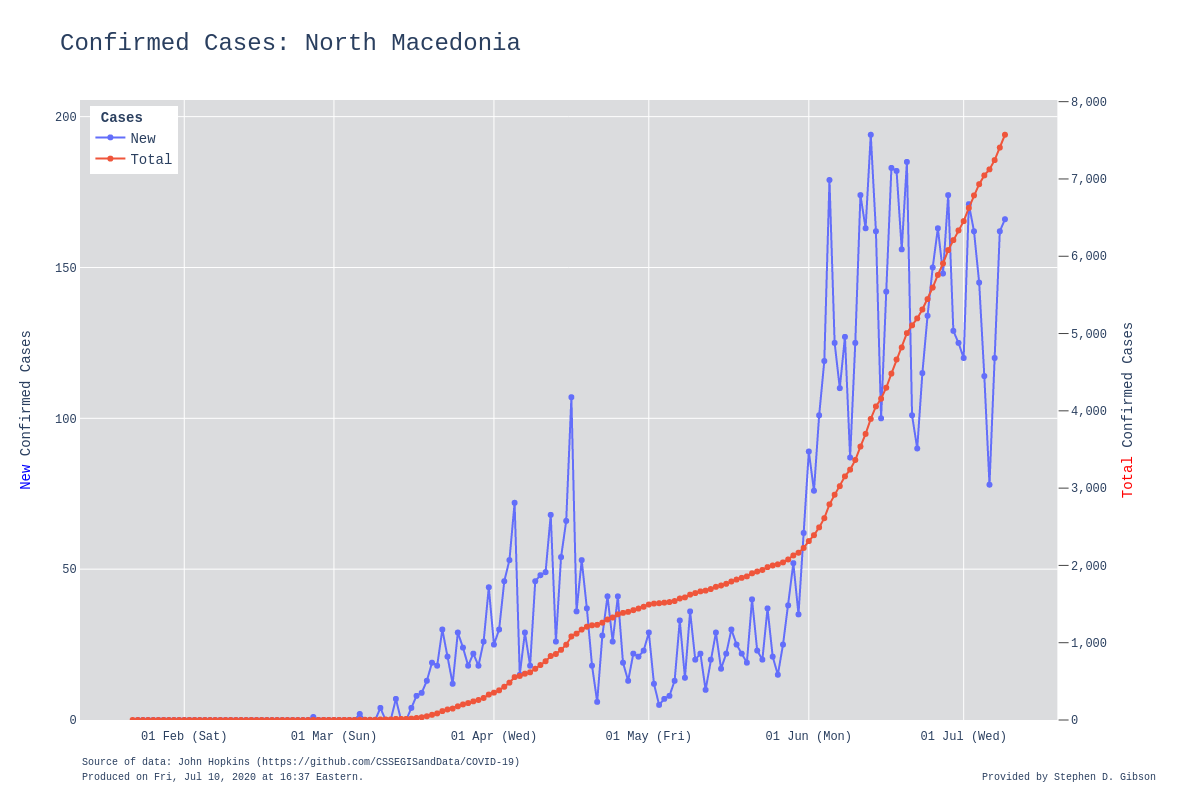 Confirmed Cases: North Macedonia
Cases
New
Total
200
150
100
50
0
8,000
7,000
6,000
5,000
4,000
3,000
2,000
1,000
0
New Confirmed Cases
Total Confirmed Cases
01 Feb (Sat)
01 Mar (Sun)
01 Apr (Wed)
01 May (Fri)
01 Jun (Mon)
01 Jul (Wed)
Source of data: John Hopkins (https://github.com/CSSEGISandData/COVID-19)
Produced on Fri, Jul 10, 2020 at 16:37 Eastern.
Provided by Stephen D. Gibson